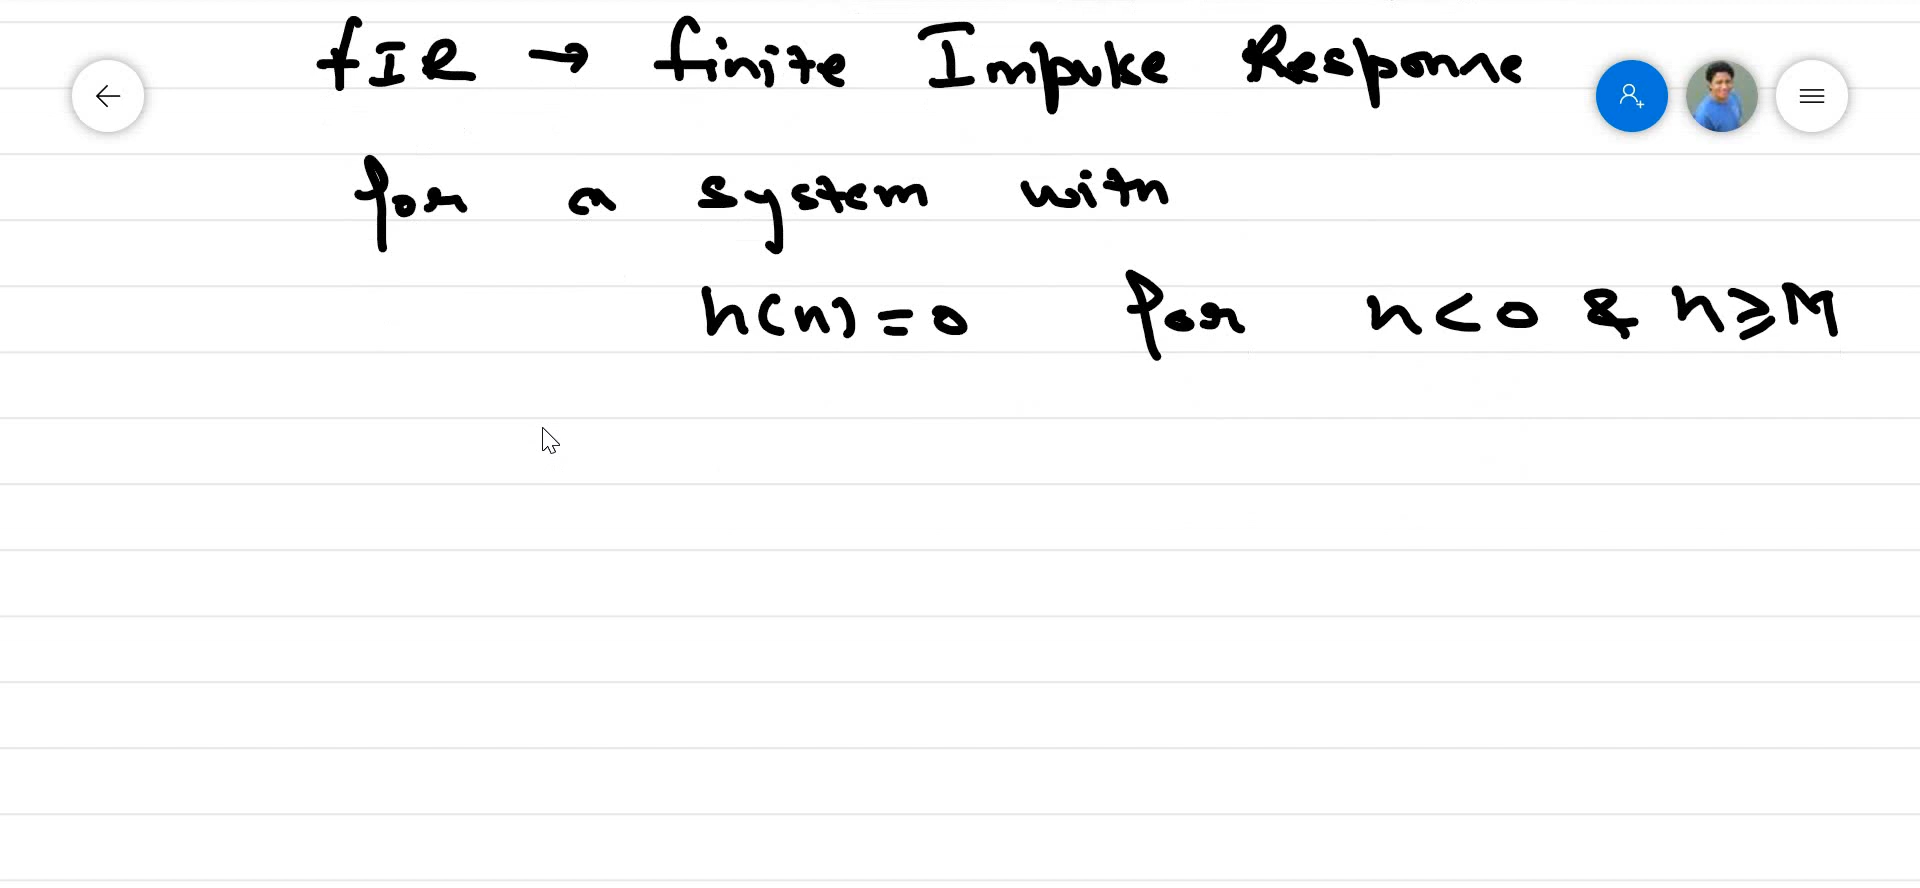 FIR → finite Impulse Response
for a system with
h(n) = 0 for n < 0 & n ≥ M